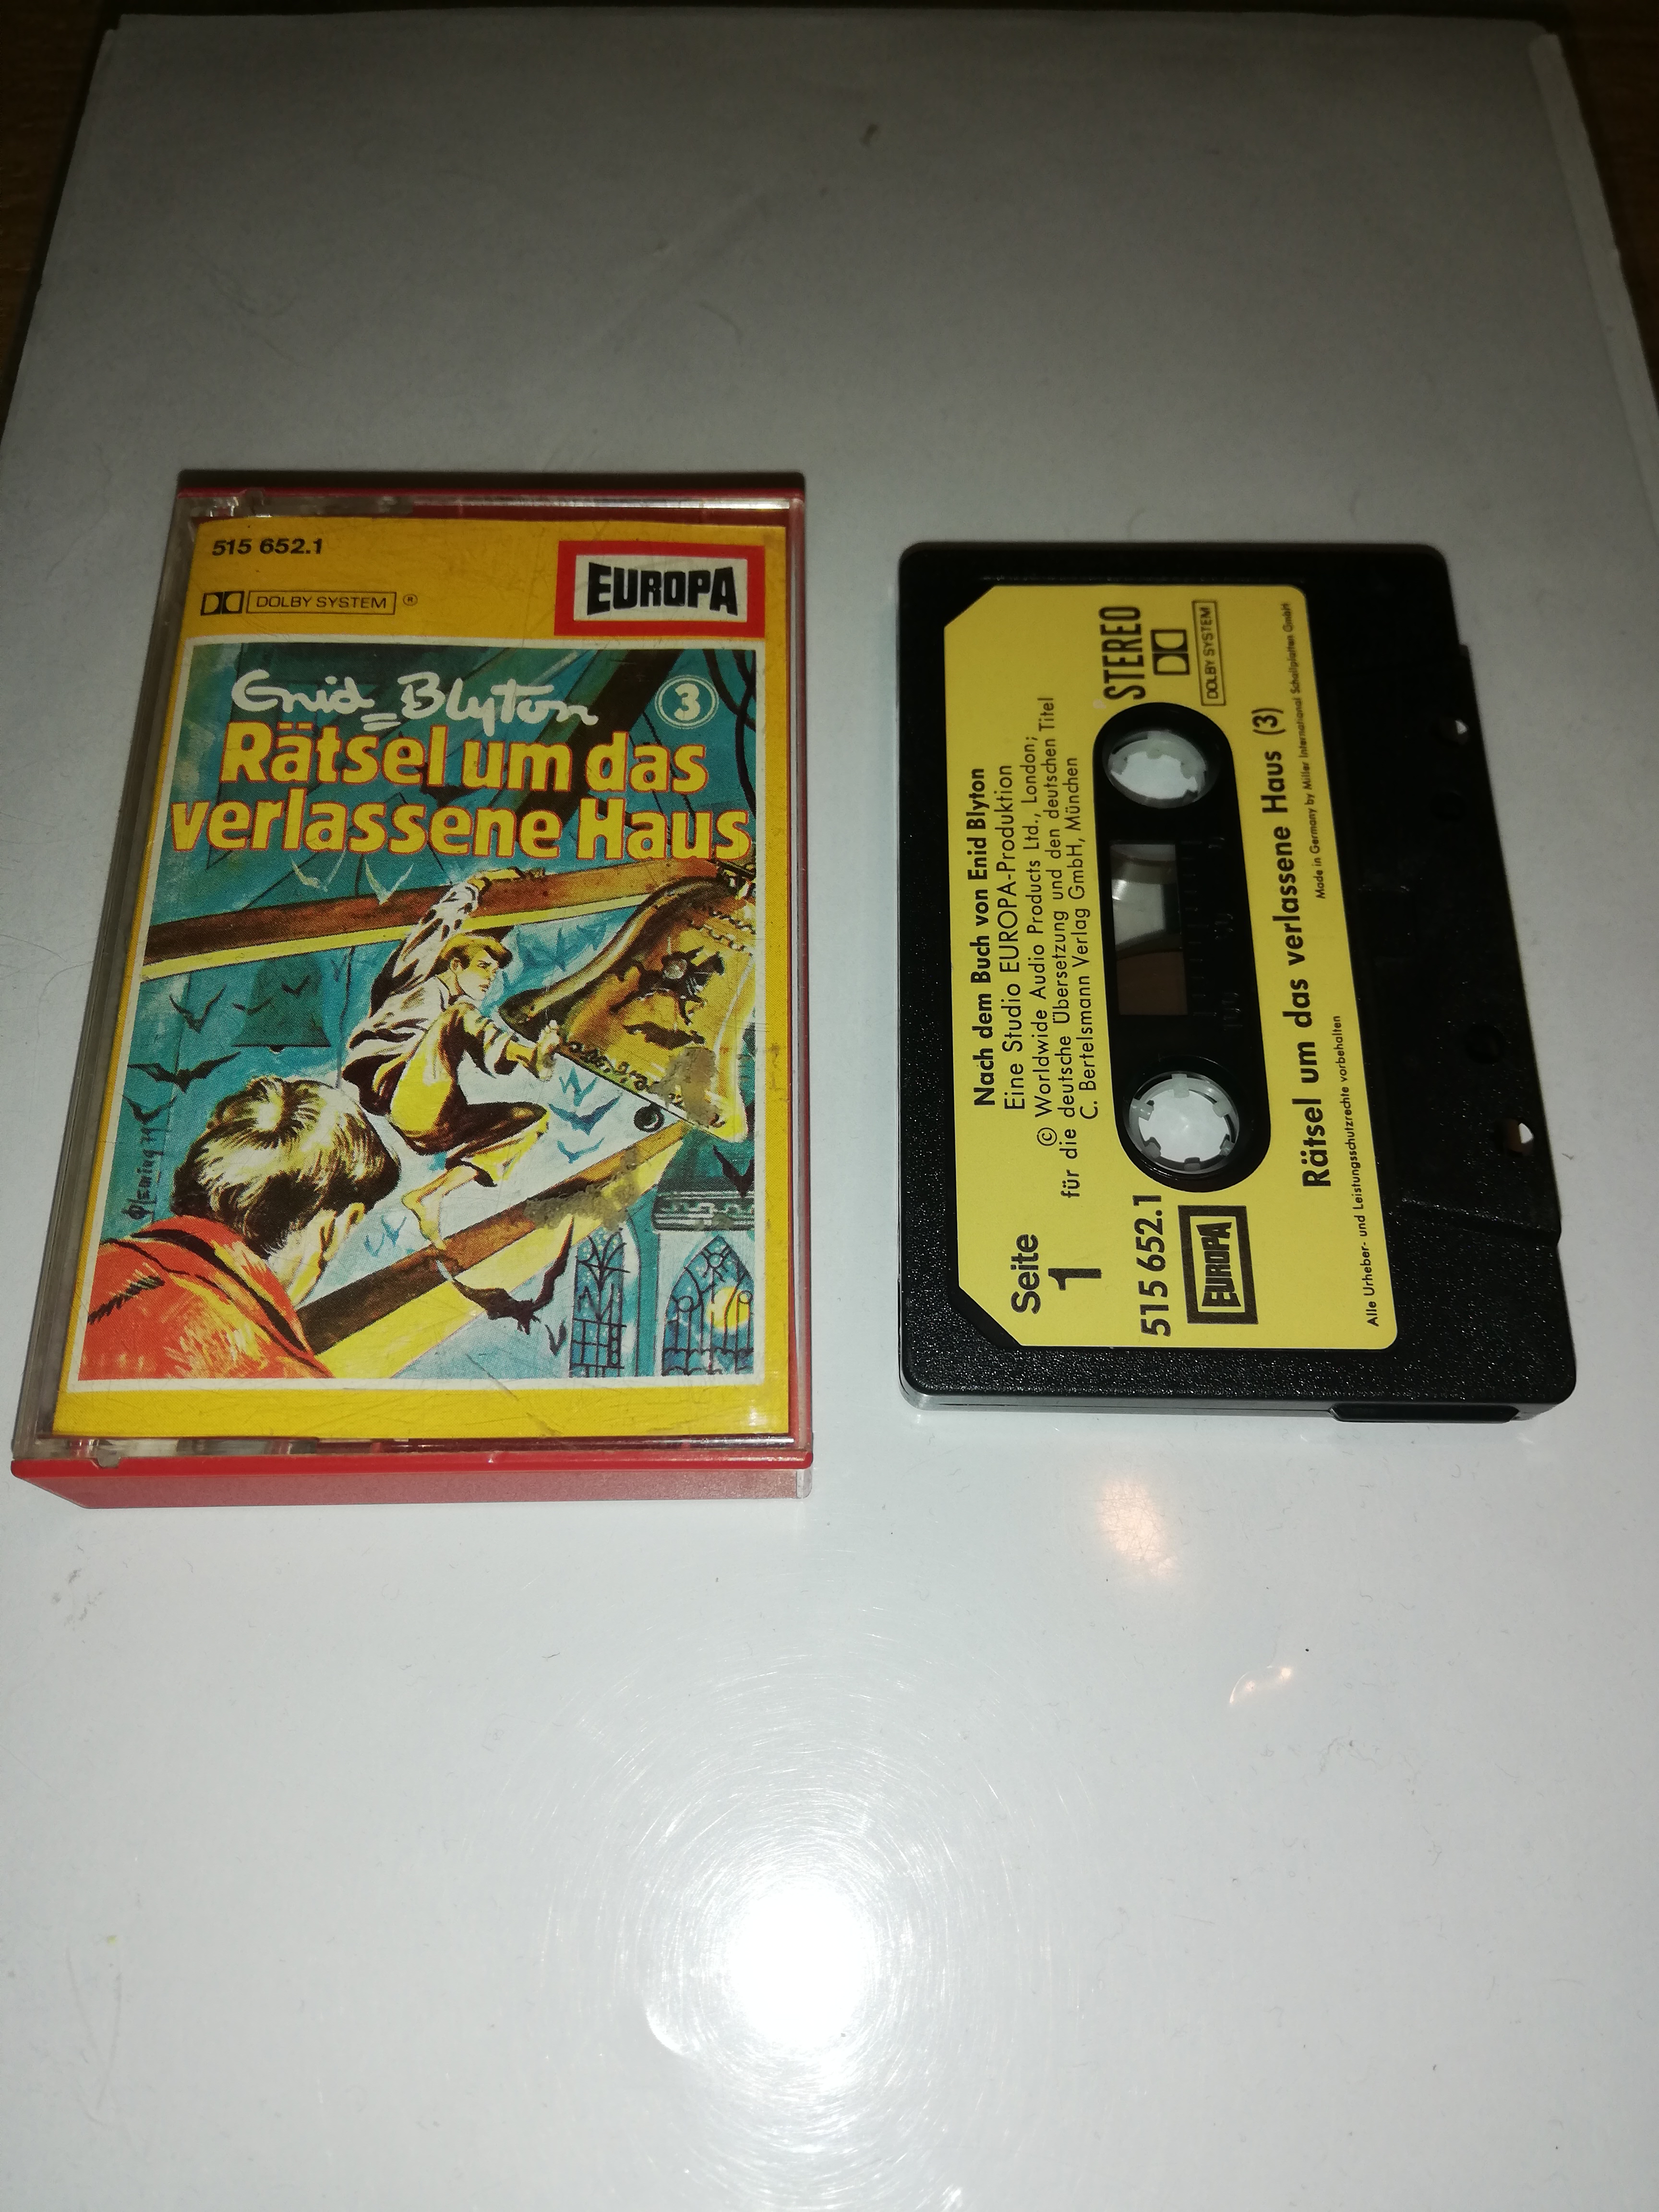 515 652.1
DOLBY SYSTEM ®
EUROPA
Enid Blyton
3
Rätsel um das
verlassene Haus
Nach dem Buch von Enid Blyton
Eine Studio EUROPA-Produktion
© Worldwide Audio Products Ltd., London;
für die deutsche Übersetzung und den deutschen Titel
C. Bertelsmann Verlag GmbH, München
Seite
1
STEREO
DOLBY SYSTEM
515 652.1
EUROPA
Rätsel um das verlassene Haus (3)
Alle Urheber- und Leistungsschutzrechte vorbehalten
Made in Germany by Miller International Schallplatten GmbH